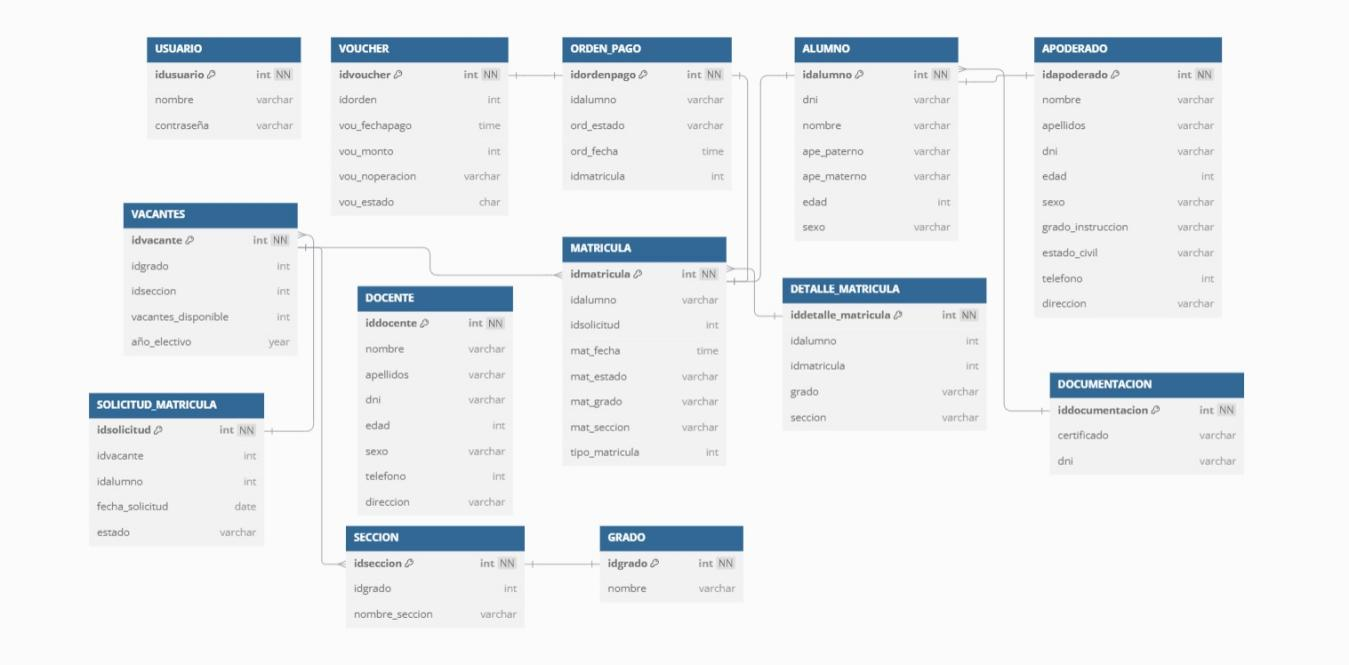 USUARIO
idusuario int NN
nombre varchar
contraseña varchar
VOUCHER
idvoucher int NN
idorden int
vou_fechapago time
vou_monto int
vou_noperacion varchar
vou_estado char
ORDEN_PAGO
idordenpago int NN
idalumno varchar
ord_estado varchar
ord_fecha time
idmatricula int
ALUMNO
idalumno int NN
dni varchar
nombre varchar
ape_paterno varchar
ape_materno varchar
edad int
sexo varchar
APODERADO
idapoderado int NN
nombre varchar
apellidos varchar
dni varchar
edad int
sexo varchar
grado_instruccion varchar
estado_civil varchar
telefono int
direccion varchar
VACANTES
idvacante int NN
idgrado int
idseccion int
vacantes_disponible int
año_electivo year
DOCENTE
iddocente int NN
nombre varchar
apellidos varchar
dni varchar
edad int
sexo varchar
telefono int
direccion varchar
MATRICULA
idmatricula int NN
idalumno varchar
idsolicitud int
mat_fecha time
mat_estado varchar
mat_grado varchar
mat_seccion varchar
tipo_matricula int
DETALLE_MATRICULA
iddetalle_matricula int NN
idalumno int
idmatricula int
grado varchar
seccion varchar
DOCUMENTACION
iddocumentacion int NN
certificado varchar
dni varchar
SOLICITUD_MATRICULA
idsolicitud int NN
idvacante int
idalumno int
fecha_solicitud date
estado varchar
SECCION
idseccion int NN
idgrado int
nombre_seccion varchar
GRADO
idgrado int NN
nombre varchar